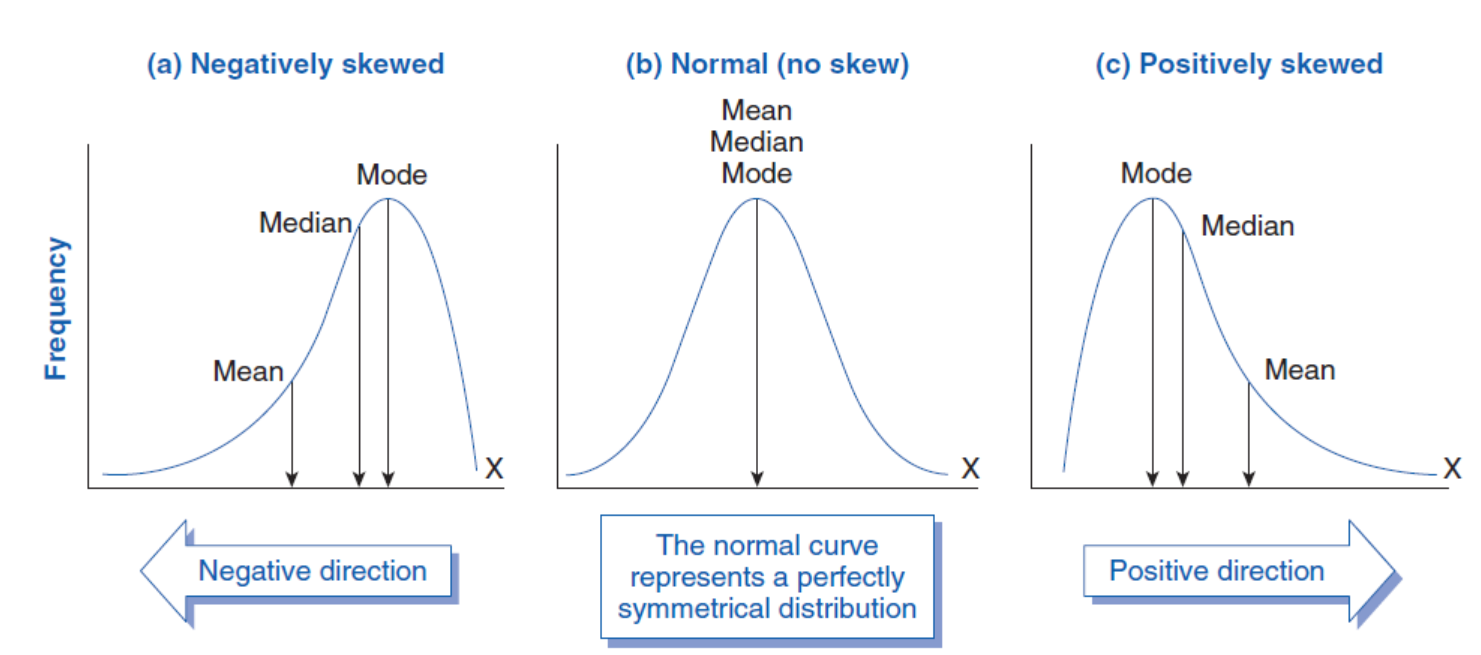 (a) Negatively skewed
(b) Normal (no skew)
(c) Positively skewed
Frequency
Mode
Median
Mean
X
Mean
Median
Mode
X
Mode
Median
Mean
X
Negative direction
The normal curve
represents a perfectly
symmetrical distribution
Positive direction